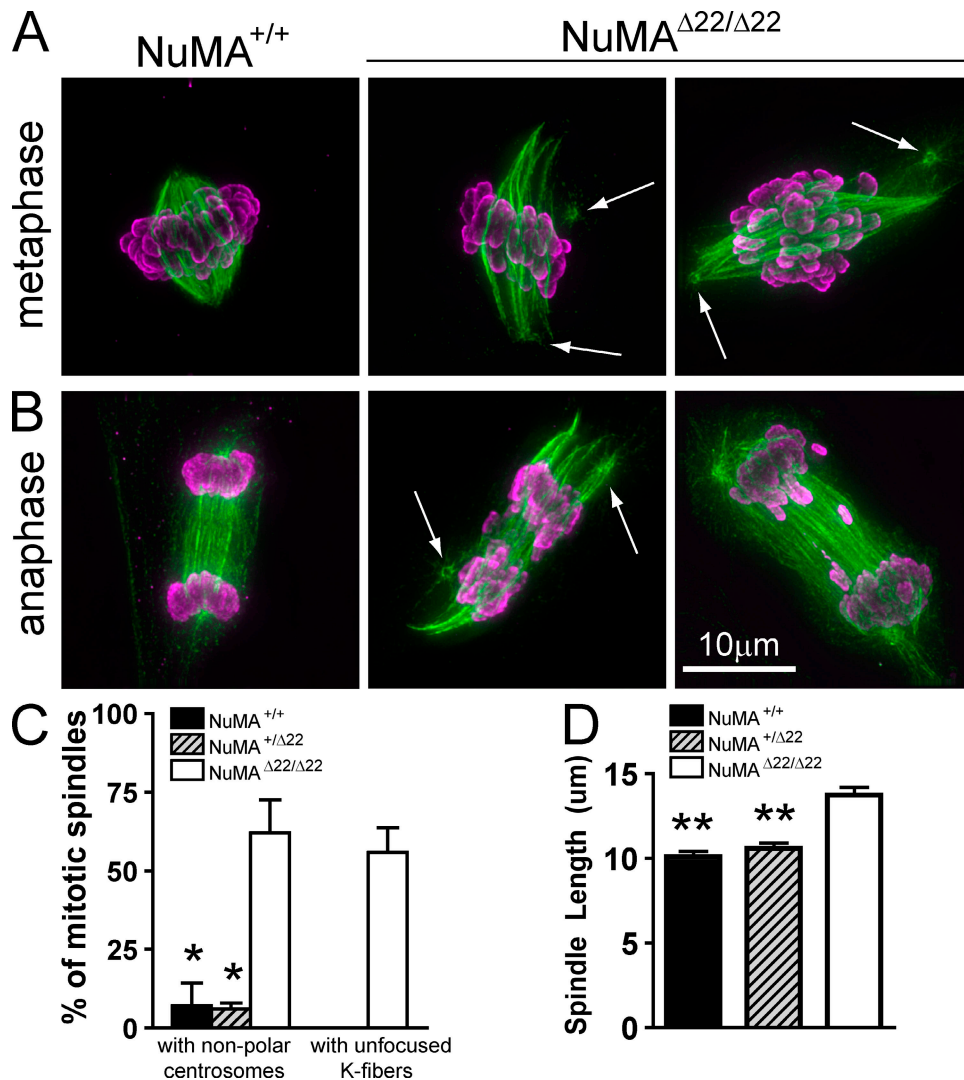 A
NuMA+/+
NuMAΔ22/Δ22
metaphase
B
anaphase
10μm
C
100
75
50
25
0
% of mitotic spindles
NuMA+/+
NuMA+/Δ22
NuMAΔ22/Δ22
*
*
with non-polar
centrosomes
with unfocused
K-fibers
D
NuMA+/+
NuMA+/Δ22
NuMAΔ22/Δ22
15
10
5
0
Spindle Length (um)
**
**